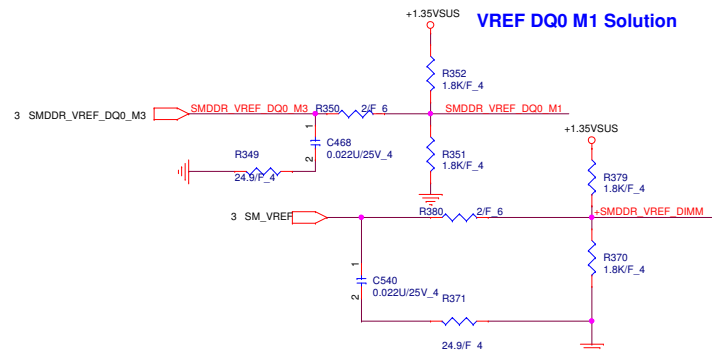 +1.35VSUS
VREF DQ0 M1 Solution
R352
1.8K/F_4
3 SMDDR_VREF_DQ0_M3
SMDDR_VREF_DQ0_M3
R350
2/F_6
SMDDR_VREF_DQ0_M1
1
C468
0.022U/25V_4
2
R351
1.8K/F_4
+1.35VSUS
R349
24.9/F_4
R379
1.8K/F_4
3 SM_VREF
R380
2/F_6
+SMDDR_VREF_DIMM
R370
1.8K/F_4
1
C540
0.022U/25V_4
2
R371
24.9/F_4